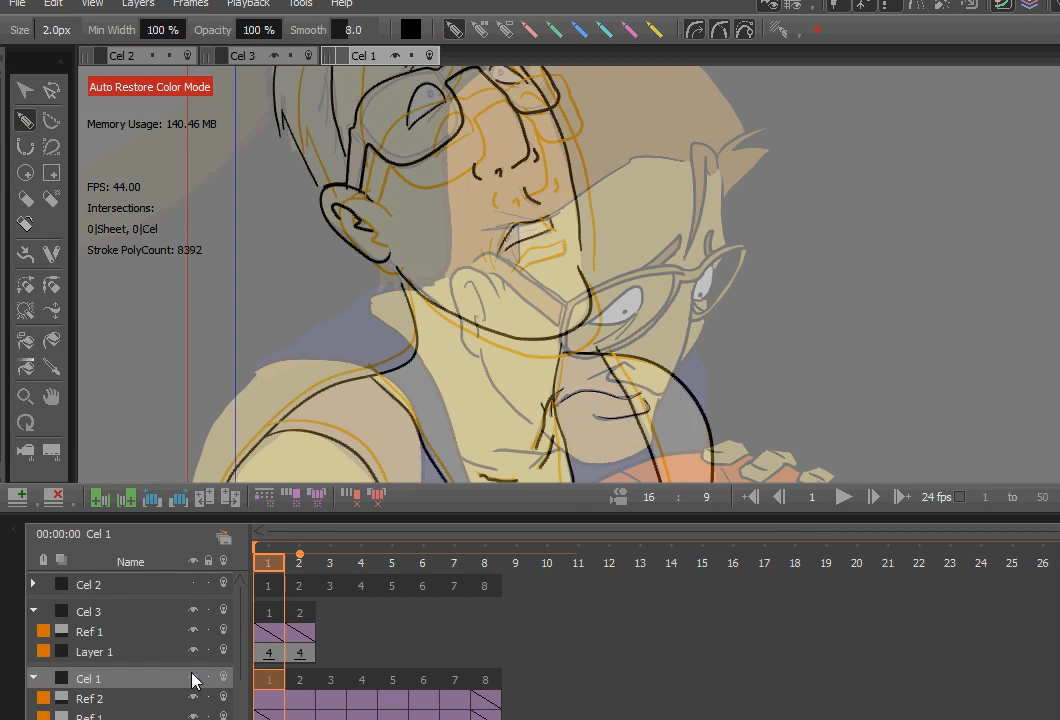 File Edit View Layers Frames PlayBack Tools Help
Size 2.0px Min Width 100 % Opacity 100 % Smooth 8.0
Cel 2 Cel 3 Cel 1
Auto Restore Color Mode
Memory Usage: 140.46 MB
FPS: 44.00
Intersections:
0|Sheet, 0|Cel
Stroke PolyCount: 8392
16 : 9 1 24 fps 1 to 50
00:00:00 Cel 1
Name 1 2 3 4 5 6 7 8 9 10 11 12 13 14 15 16 17 18 19 20 21 22 23 24 25 26
Cel 2 1 2 3 4 5 6 7 8
Cel 3 1 2
Ref 1
Layer 1 4 4
Cel 1 1 2 3 4 5 6 7 8
Ref 2
Ref 1